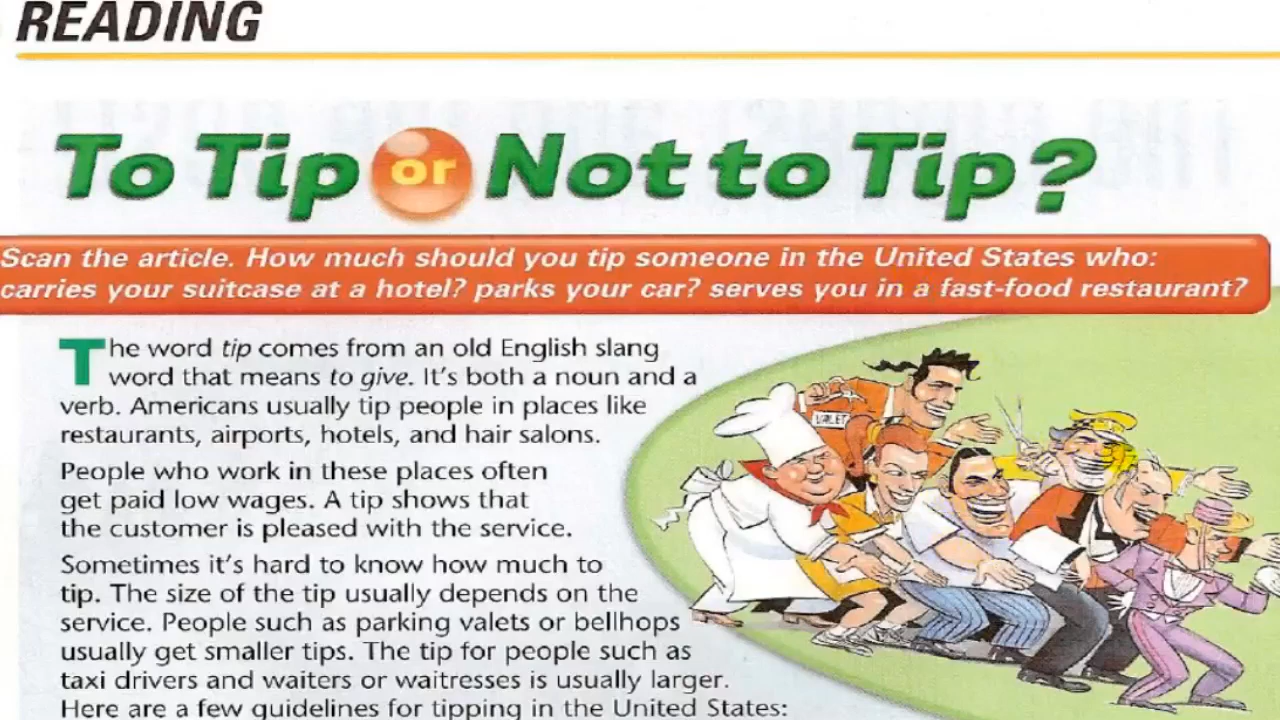 READING
To Tip or Not to Tip?
Scan the article. How much should you tip someone in the United States who:
carries your suitcase at a hotel? parks your car? serves you in a fast-food restaurant?
The word tip comes from an old English slang
word that means to give. It's both a noun and a
verb. Americans usually tip people in places like
restaurants, airports, hotels, and hair salons.
People who work in these places often
get paid low wages. A tip shows that
the customer is pleased with the service.
Sometimes it's hard to know how much to
tip. The size of the tip usually depends on the
service. People such as parking valets or bellhops
usually get smaller tips. The tip for people such as
taxi drivers and waiters or waitresses is usually larger.
Here are a few guidelines for tipping in the United States:
VALET